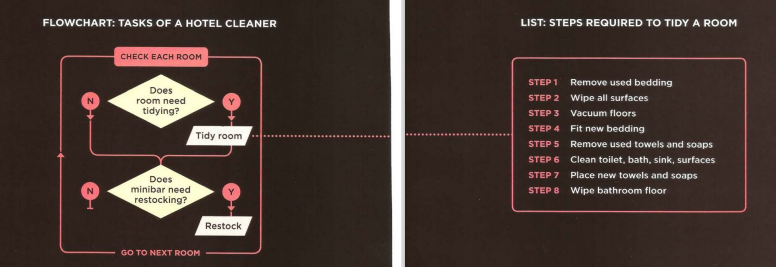 FLOWCHART: TASKS OF A HOTEL CLEANER
CHECK EACH ROOM
Does
room need
tidying?
N
Y
Tidy room
Does
minibar need
restocking?
N
Y
Restock
GO TO NEXT ROOM
LIST: STEPS REQUIRED TO TIDY A ROOM
STEP 1 Remove used bedding
STEP 2 Wipe all surfaces
STEP 3 Vacuum floors
STEP 4 Fit new bedding
STEP 5 Remove used towels and soaps
STEP 6 Clean toilet, bath, sink, surfaces
STEP 7 Place new towels and soaps
STEP 8 Wipe bathroom floor